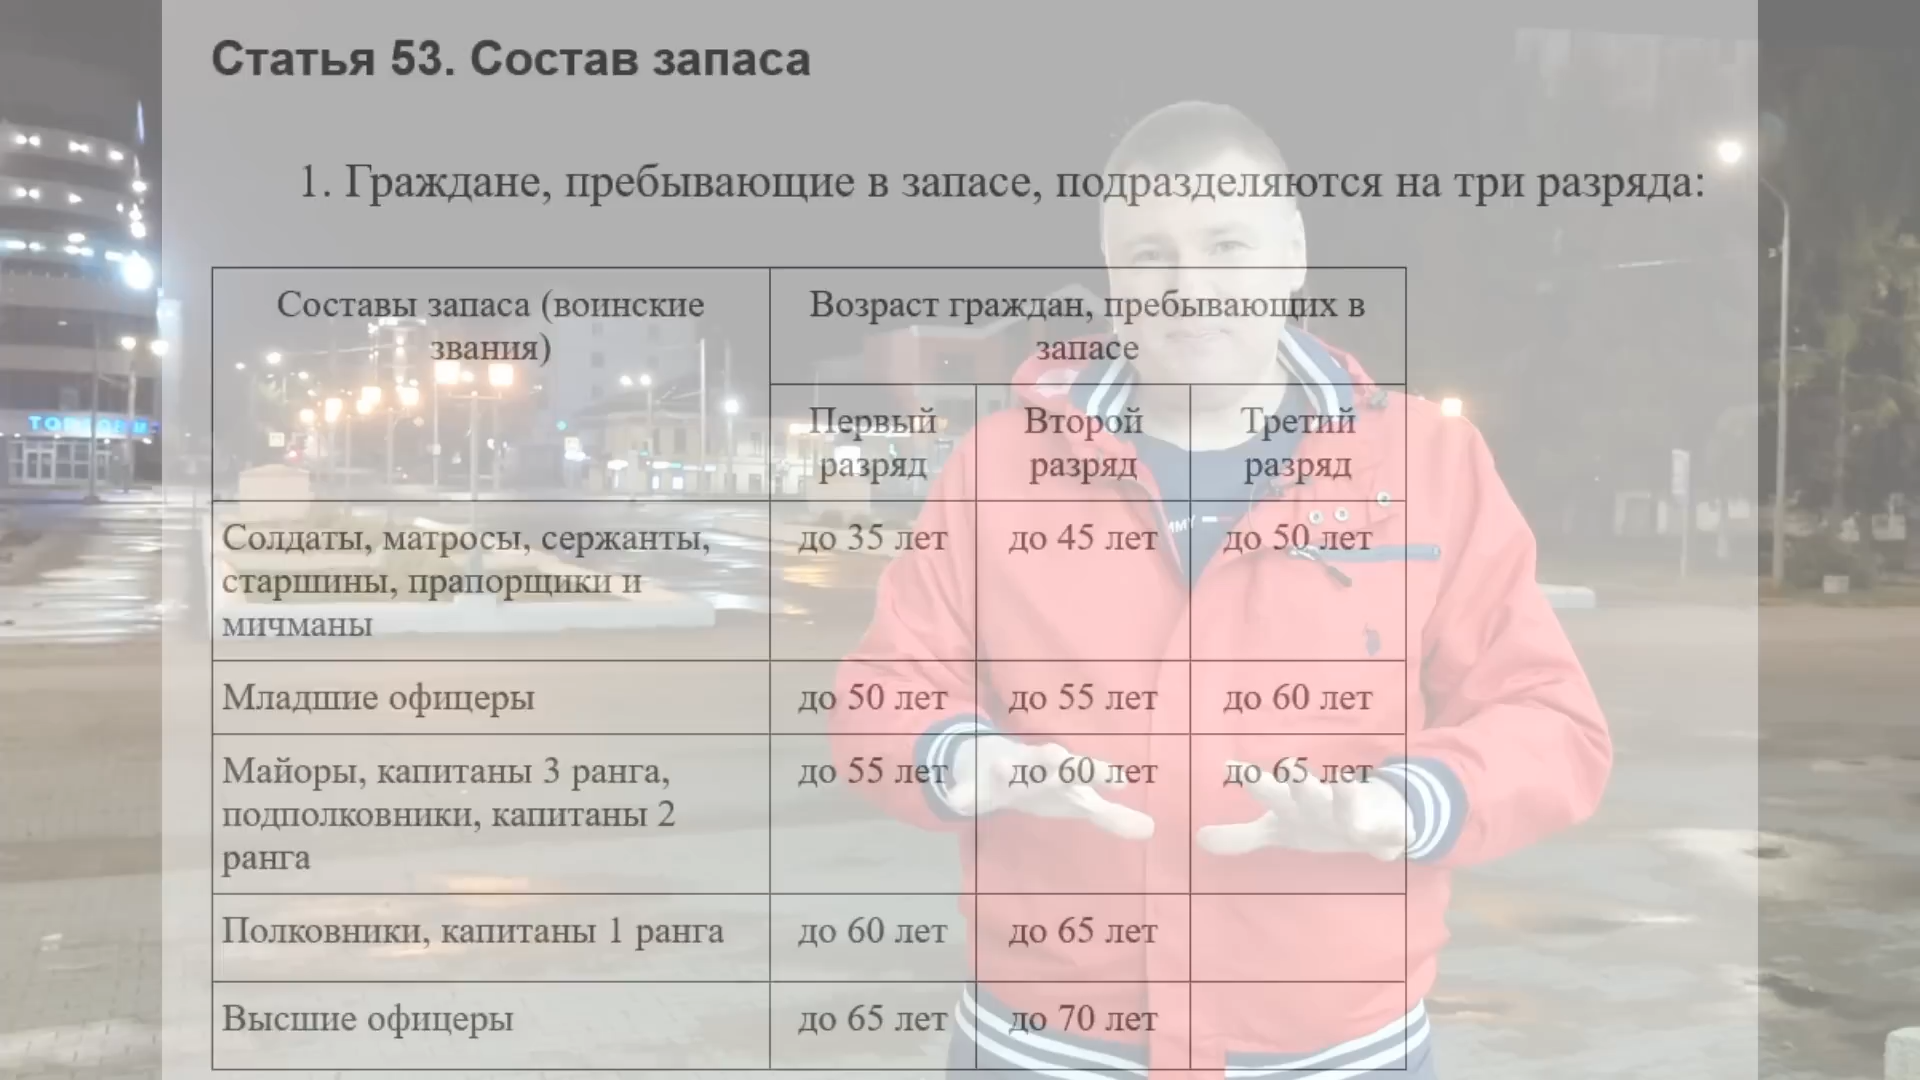 Статья 53. Состав запаса
1. Граждане, пребывающие в запасе, подразделяются на три разряда:
Составы запаса (воинские
звания)
Возраст граждан, пребывающих в
запасе
Первый
разряд
Второй
разряд
Третий
разряд
Солдаты, матросы, сержанты,
старшины, прапорщики и
мичманы
до 35 лет
до 45 лет
до 50 лет
Младшие офицеры
до 50 лет
до 55 лет
до 60 лет
Майоры, капитаны 3 ранга,
подполковники, капитаны 2
ранга
до 55 лет
до 60 лет
до 65 лет
Полковники, капитаны 1 ранга
до 60 лет
до 65 лет
Высшие офицеры
до 65 лет
до 70 лет